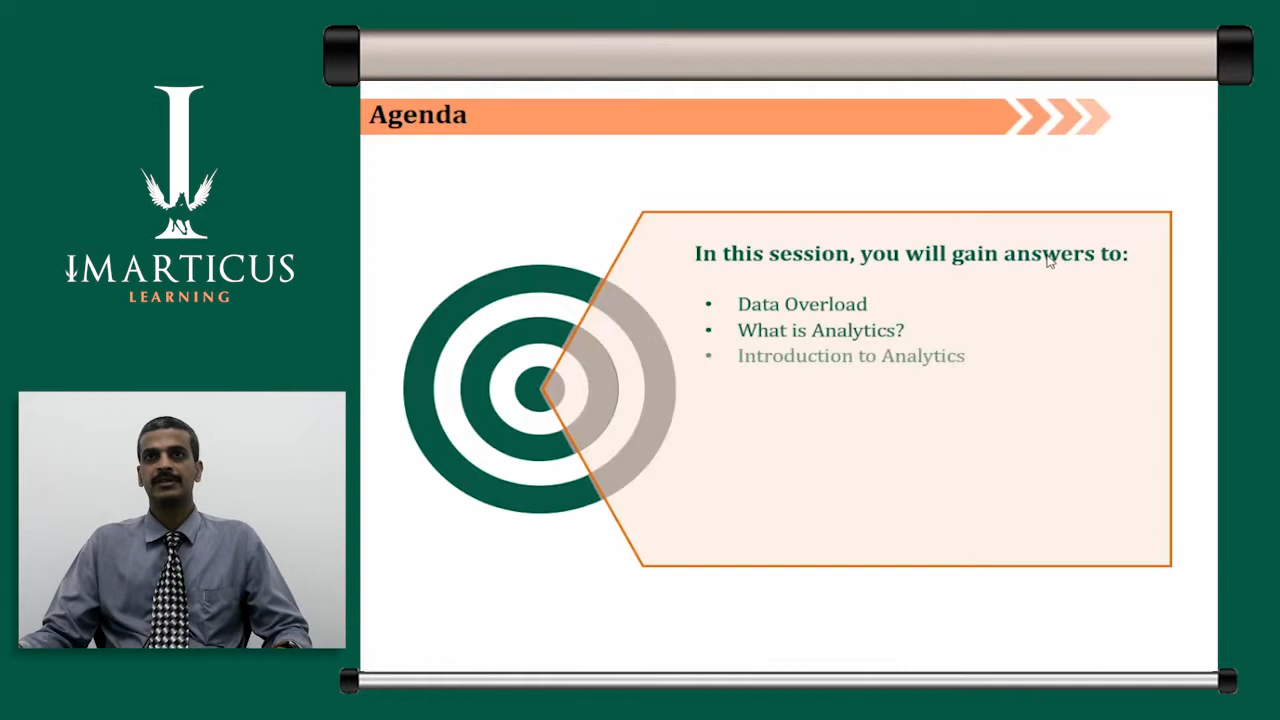 IMARTICUS
LEARNING
Agenda
In this session, you will gain answers to:
• Data Overload
• What is Analytics?
• Introduction to Analytics